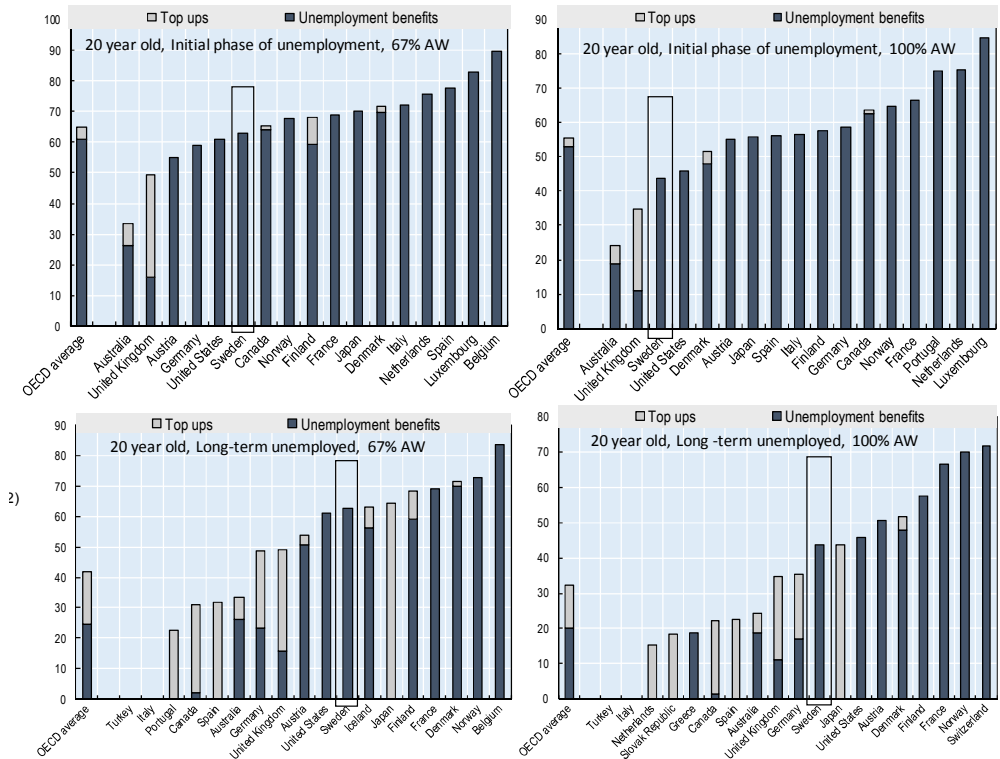 Top ups Unemployment benefits
20 year old, Initial phase of unemployment, 67% AW
100
90
80
70
60
50
40
30
20
10
0
OECD average
Australia
United Kingdom
Austria
Germany
United States
Sweden
Canada
Norway
Finland
France
Japan
Denmark
Italy
Netherlands
Spain
Luxembourg
Belgium
Top ups Unemployment benefits
20 year old, Initial phase of unemployment, 100% AW
90
80
70
60
50
40
30
20
10
0
OECD average
Australia
United Kingdom
Sweden
United States
Denmark
Austria
Japan
Spain
Italy
Finland
Germany
Canada
Norway
France
Portugal
Netherlands
Luxembourg
Top ups Unemployment benefits
20 year old, Long-term unemployed, 67% AW
90
80
70
60
50
40
30
20
10
0
OECD average
Turkey
Italy
Portugal
Canada
Spain
Australia
Germany
United Kingdom
Austria
United States
Sweden
Iceland
Japan
Finland
France
Denmark
Norway
Belgium
2)
Top ups Unemployment benefits
20 year old, Long -term unemployed, 100% AW
80
70
60
50
40
30
20
10
0
OECD average
Turkey
Italy
Netherlands
Slovak Republic
Greece
Canada
Spain
Australia
United Kingdom
Germany
Sweden
Japan
United States
Austria
Denmark
Finland
France
Norway
Switzerland